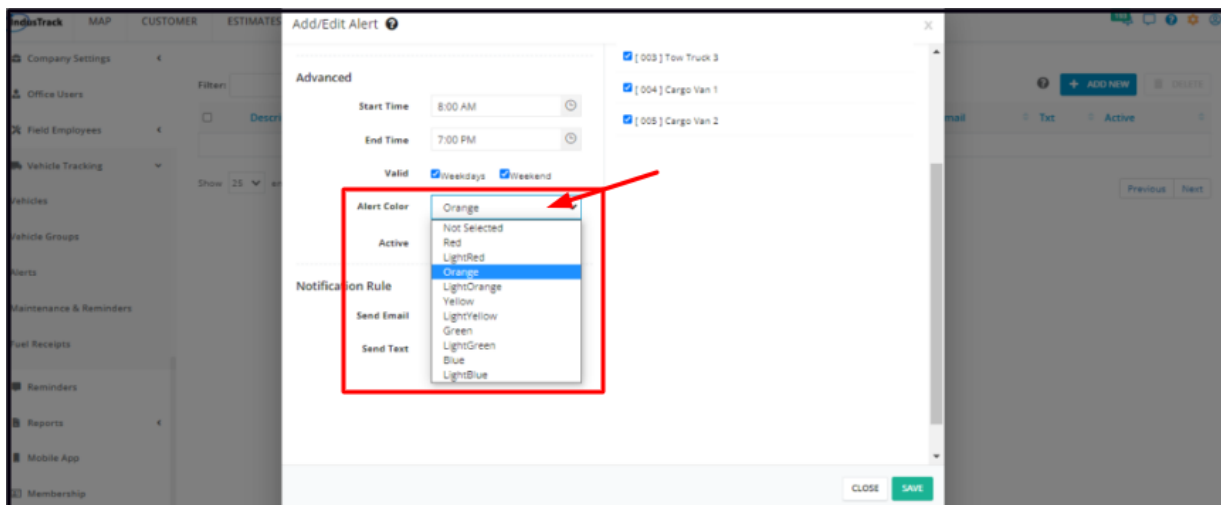 IndusTrack MAP CUSTOMER ESTIMATES
Add/Edit Alert ?
×
Company Settings
Office Users
Field Employees
Vehicle Tracking
Vehicles
Vehicle Groups
Alerts
Maintenance & Reminders
Fuel Receipts
Reminders
Reports
Mobile App
Membership
Filter:
Descri
Show 25 en
Advanced
Start Time 8:00 AM
End Time 7:00 PM
Valid Weekdays Weekend
Alert Color Orange
Not Selected
Red
LightRed
Orange
LightOrange
Yellow
LightYellow
Green
LightGreen
Blue
LightBlue
Active
Notification Rule
Send Email
Send Text
[ 003 ] Tow Truck 3
[ 004 ] Cargo Van 1
[ 005 ] Cargo Van 2
+ ADD NEW DELETE
mail Txt Active
Previous Next
CLOSE SAVE